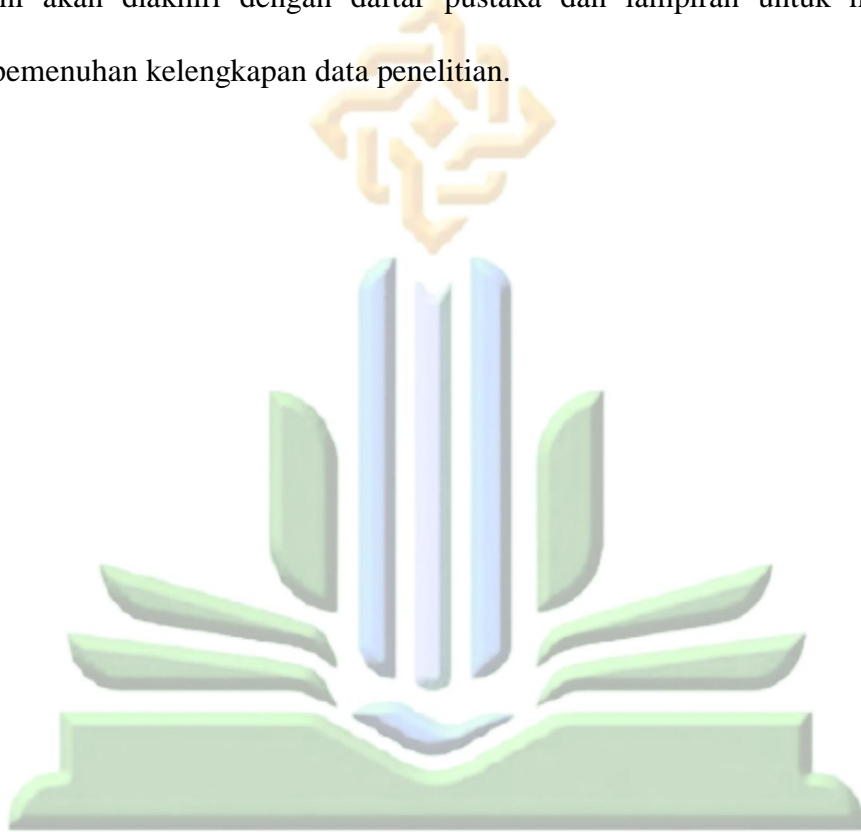 akan diakhiri dengan daftar pustaka dan lampiran untuk
pemenuhan kelengkapan data penelitian.